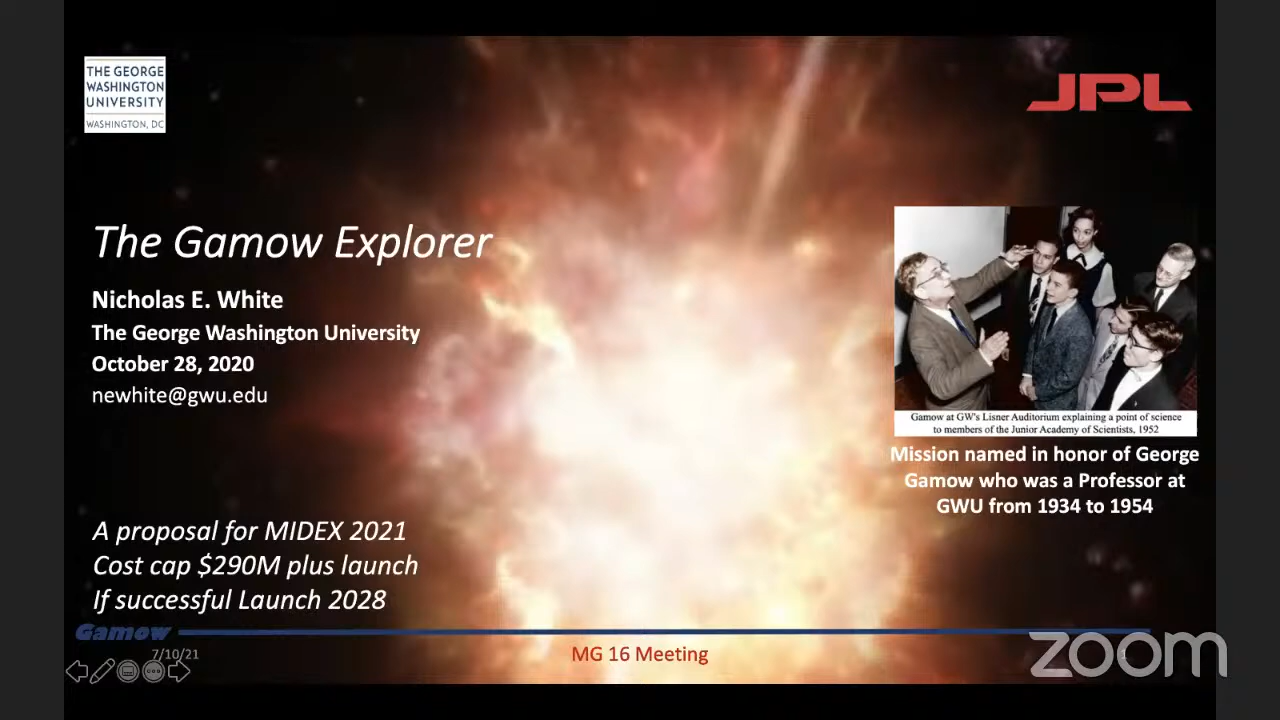 THE GEORGE
WASHINGTON
UNIVERSITY
WASHINGTON, DC
JPL
The Gamow Explorer
Nicholas E. White
The George Washington University
October 28, 2020
newhite@gwu.edu
Gamow at GW's Lisner Auditorium explaining a point of science
to members of the Junior Academy of Scientists, 1952
Mission named in honor of George
Gamow who was a Professor at
GWU from 1934 to 1954
A proposal for MIDEX 2021
Cost cap $290M plus launch
If successful Launch 2028
Gamow
7/10/21
MG 16 Meeting
zoom